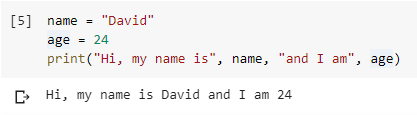 [5] name = "David"
age = 24
print("Hi, my name is", name, "and I am", age)
Hi, my name is David and I am 24